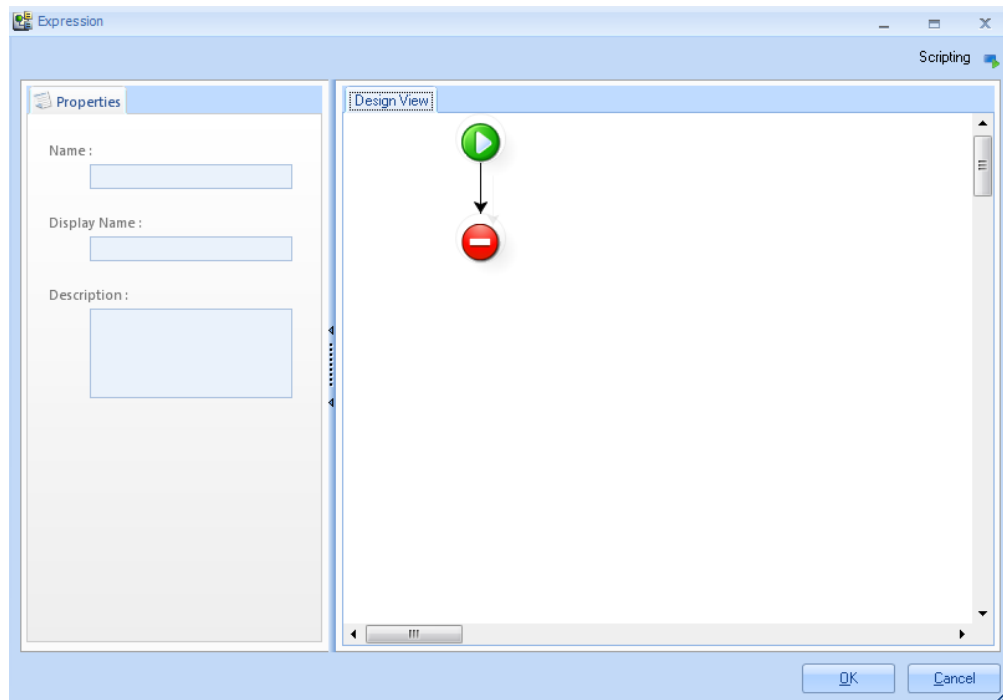 Expression
Scripting
Properties
Design View
Name :
Display Name :
Description :
OK
Cancel